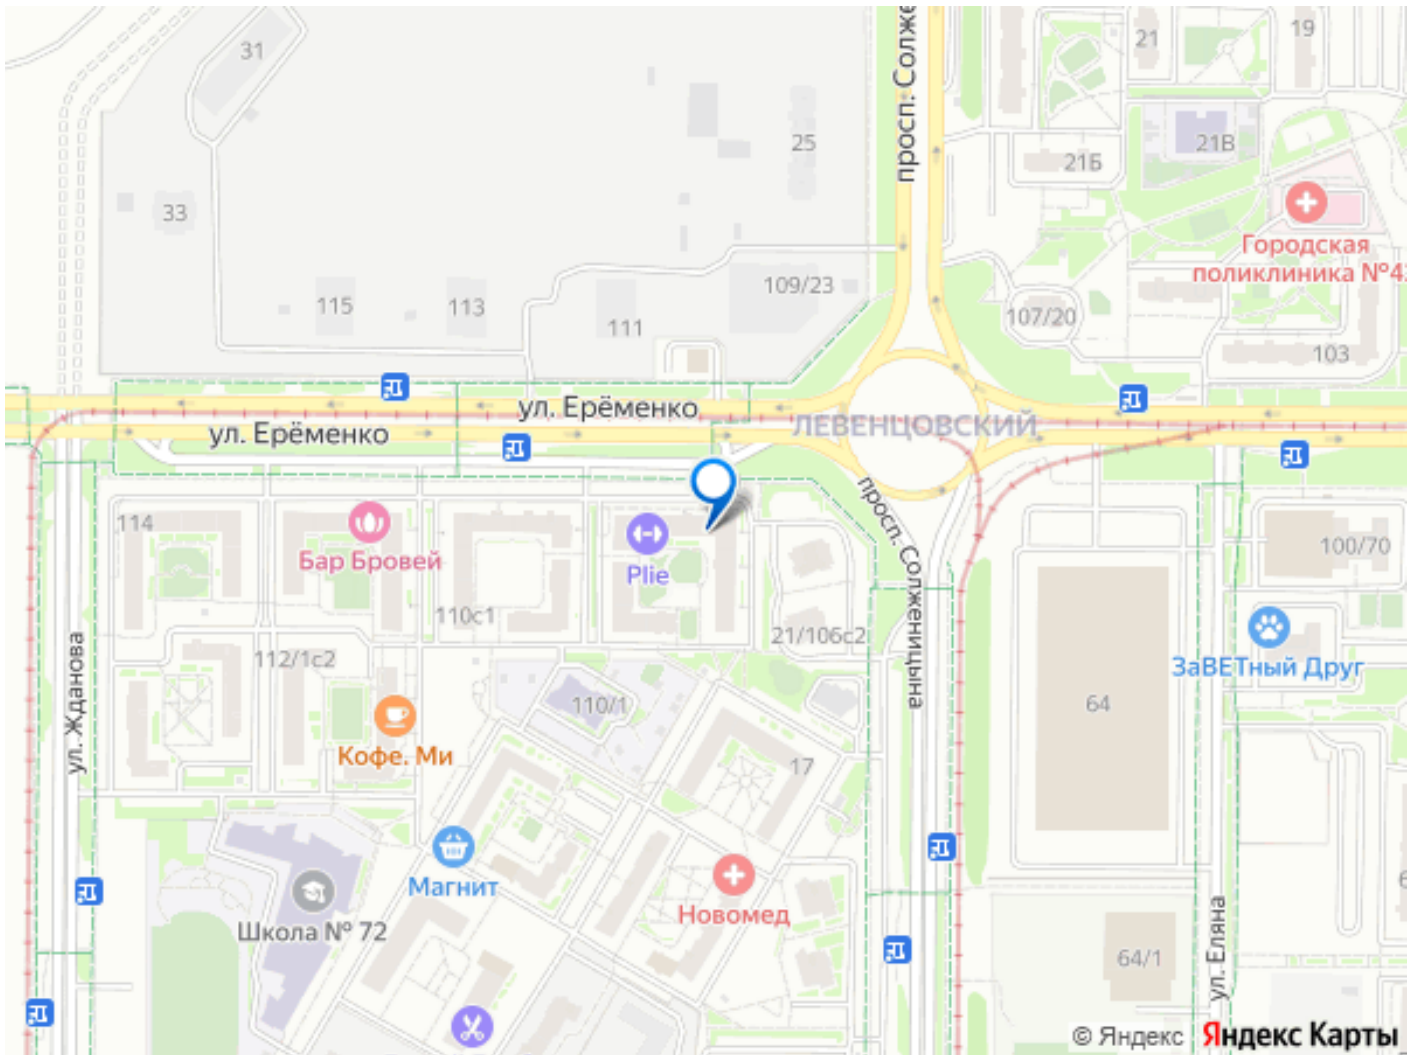 31
просп. Солже
21
19
25
21Б
21В
33
Городская
поликлиника №4
109/23
115
113
111
107/20
103
ул. Ерёменко
ул. Ерёменко
ЛЕВЕНЦОВСКИЙ
просп. Солженицына
114
Бар Бровей
Plie
100/70
110с1
21/106с2
112/1с2
ул. Жданова
ЗаВЕТный Друг
110/1
64
Кофе. Ми
17
Магнит
Новомед
Школа № 72
64/1
ул. Еляна
© Яндекс Яндекс Карты